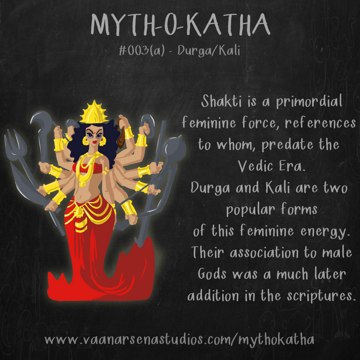 MYTH-O-KATHA
#003(a) - Durga/Kali
Shakti is a primordial
feminine force, references
to whom, predate the
Vedic Era.
Durga and Kali are two
popular forms
of this feminine energy.
Their association to male
Gods was a much later
addition in the scriptures.
www.vaanarsenastudios.com/mythokatha